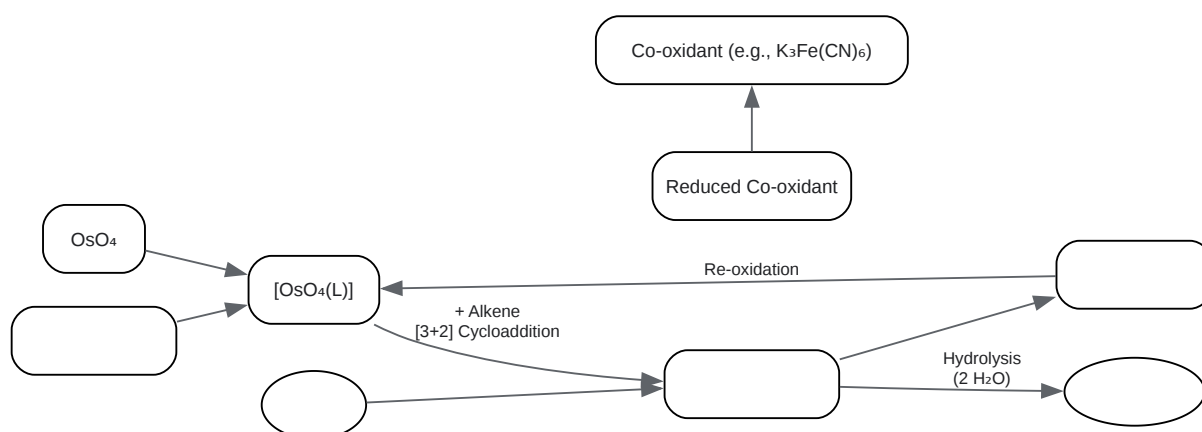 Co-oxidant (e.g., K₃Fe(CN)₆)
Reduced Co-oxidant
OsO₄
[OsO₄(L)]
Re-oxidation
+ Alkene
[3+2] Cycloaddition
Hydrolysis
(2 H₂O)